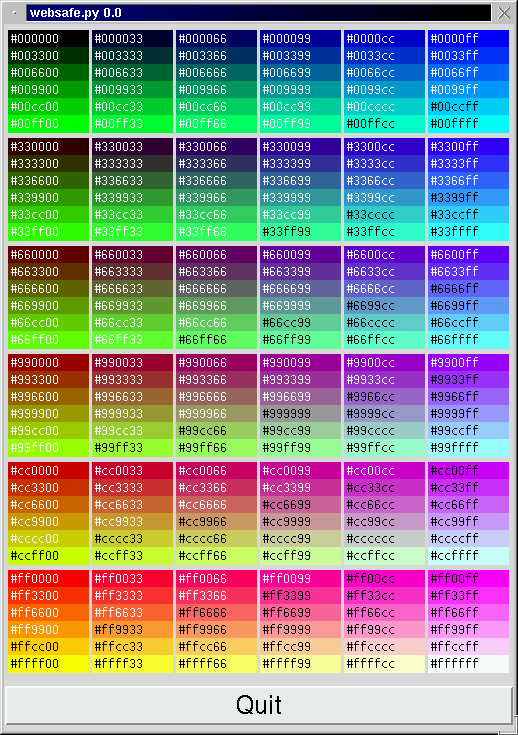 websafe.py 0.0
#000000 #000033 #000066 #000099 #0000cc #0000ff
#003300 #003333 #003366 #003399 #0033cc #0033ff
#006600 #006633 #006666 #006699 #0066cc #0066ff
#009900 #009933 #009966 #009999 #0099cc #0099ff
#00cc00 #00cc33 #00cc66 #00cc99 #00cccc #00ccff
#00ff00 #00ff33 #00ff66 #00ff99 #00ffcc #00ffff
#330000 #330033 #330066 #330099 #3300cc #3300ff
#333300 #333333 #333366 #333399 #3333cc #3333ff
#336600 #336633 #336666 #336699 #3366cc #3366ff
#339900 #339933 #339966 #339999 #3399cc #3399ff
#33cc00 #33cc33 #33cc66 #33cc99 #33cccc #33ccff
#33ff00 #33ff33 #33ff66 #33ff99 #33ffcc #33ffff
#660000 #660033 #660066 #660099 #6600cc #6600ff
#663300 #663333 #663366 #663399 #6633cc #6633ff
#666600 #666633 #666666 #666699 #6666cc #6666ff
#669900 #669933 #669966 #669999 #6699cc #6699ff
#66cc00 #66cc33 #66cc66 #66cc99 #66cccc #66ccff
#66ff00 #66ff33 #66ff66 #66ff99 #66ffcc #66ffff
#990000 #990033 #990066 #990099 #9900cc #9900ff
#993300 #993333 #993366 #993399 #9933cc #9933ff
#996600 #996633 #996666 #996699 #9966cc #9966ff
#999900 #999933 #999966 #999999 #9999cc #9999ff
#99cc00 #99cc33 #99cc66 #99cc99 #99cccc #99ccff
#99ff00 #99ff33 #99ff66 #99ff99 #99ffcc #99ffff
#cc0000 #cc0033 #cc0066 #cc0099 #cc00cc #cc00ff
#cc3300 #cc3333 #cc3366 #cc3399 #cc33cc #cc33ff
#cc6600 #cc6633 #cc6666 #cc6699 #cc66cc #cc66ff
#cc9900 #cc9933 #cc9966 #cc9999 #cc99cc #cc99ff
#cccc00 #cccc33 #cccc66 #cccc99 #cccccc #ccccff
#ccff00 #ccff33 #ccff66 #ccff99 #ccffcc #ccffff
#ff0000 #ff0033 #ff0066 #ff0099 #ff00cc #ff00ff
#ff3300 #ff3333 #ff3366 #ff3399 #ff33cc #ff33ff
#ff6600 #ff6633 #ff6666 #ff6699 #ff66cc #ff66ff
#ff9900 #ff9933 #ff9966 #ff9999 #ff99cc #ff99ff
#ffcc00 #ffcc33 #ffcc66 #ffcc99 #ffcccc #ffccff
#ffff00 #ffff33 #ffff66 #ffff99 #ffffcc #ffffff
Quit